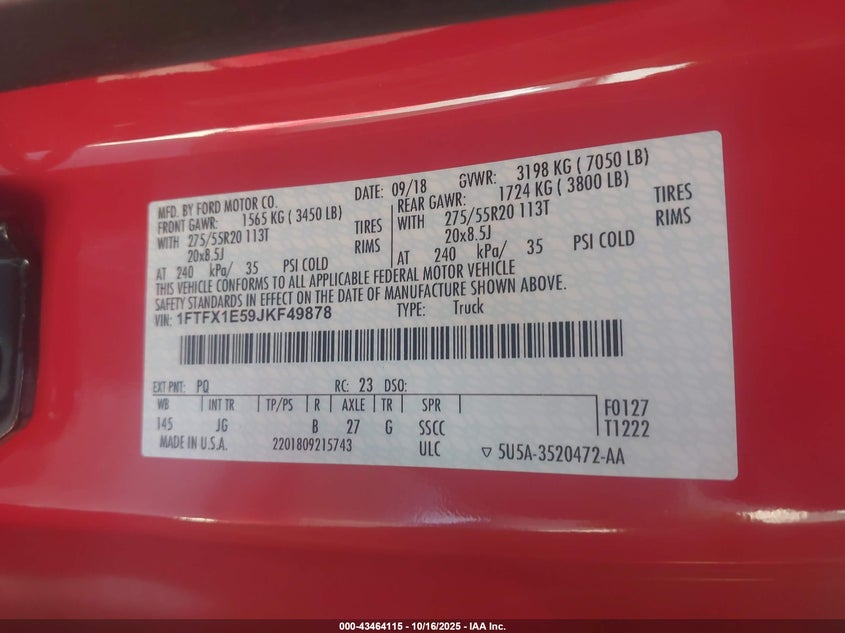 MFD. BY FORD MOTOR CO. DATE: 09/18 GVWR: 3198 KG ( 7050 LB)
FRONT GAWR: 1565 KG ( 3450 LB) REAR GAWR: 1724 KG ( 3800 LB)
WITH 275/55R20 113T TIRES WITH 275/55R20 113T TIRES
20x8.5J RIMS 20x8.5J RIMS
AT 240 kPa/ 35 PSI COLD AT 240 kPa/ 35 PSI COLD
THIS VEHICLE CONFORMS TO ALL APPLICABLE FEDERAL MOTOR VEHICLE
SAFETY STANDARDS IN EFFECT ON THE DATE OF MANUFACTURE SHOWN ABOVE.
VIN: 1FTFX1E59JKF49878 TYPE: Truck
EXT PNT: PQ RC: 23 DSO:
WB INT TR TP/PS R AXLE TR SPR F0127
145 JG B 27 G SSCC T1222
MADE IN U.S.A. 2201809215743 ULC ▽ 5U5A-3520472-AA
000-43464115 - 10/16/2025 - IAA Inc.